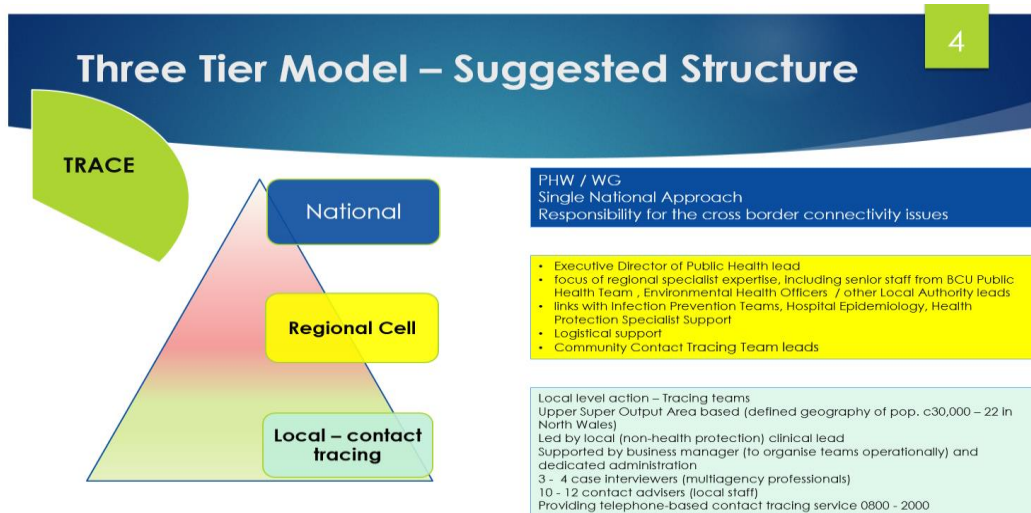 4
Three Tier Model – Suggested Structure
TRACE
National
PHW / WG
Single National Approach
Responsibility for the cross border connectivity issues
Regional Cell
• Executive Director of Public Health lead
• focus of regional specialist expertise, including senior staff from BCU Public
Health Team , Environmental Health Officers / other Local Authority leads
• links with Infection Prevention Teams, Hospital Epidemiology, Health
Protection Specialist Support
• Logistical support
• Community Contact Tracing Team leads
Local – contact
tracing
Local level action – Tracing teams
Upper Super Output Area based (defined geography of pop. c30,000 – 22 in
North Wales)
Led by local (non-health protection) clinical lead
Supported by business manager (to organise teams operationally) and
dedicated administration
3 - 4 case interviewers (multiagency professionals)
10 - 12 contact advisers (local staff)
Providing telephone-based contact tracing service 0800 - 2000